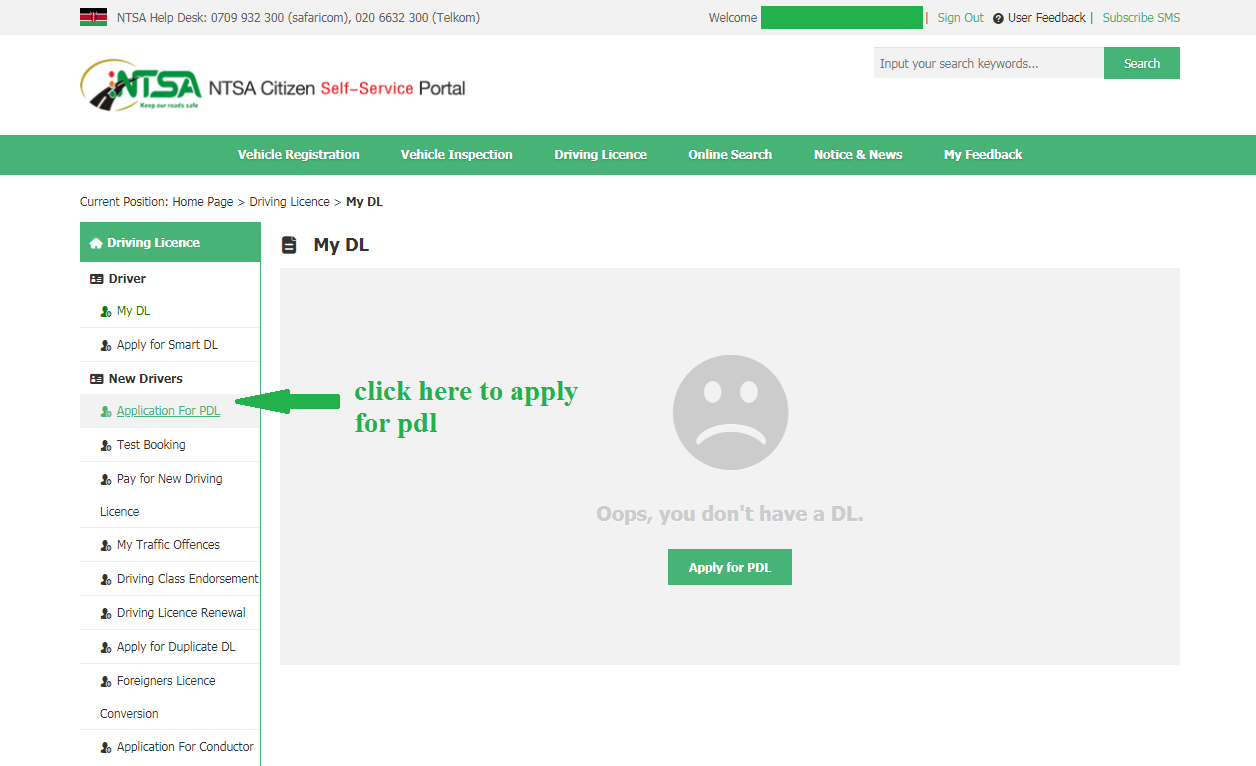 NTSA Help Desk: 0709 932 300 (safaricom), 020 6632 300 (Telkom)
Welcome | Sign Out User Feedback | Subscribe SMS
NTSA
Keep our roads safe
NTSA Citizen Self-Service Portal
Input your search keywords...
Search
Vehicle Registration Vehicle Inspection Driving Licence Online Search Notice & News My Feedback
Current Position: Home Page > Driving Licence > My DL
Driving Licence
Driver
My DL
Apply for Smart DL
New Drivers
Application For PDL
Test Booking
Pay for New Driving
Licence
My Traffic Offences
Driving Class Endorsement
Driving Licence Renewal
Apply for Duplicate DL
Foreigners Licence
Conversion
Application For Conductor
My DL
click here to apply
for pdl
Oops, you don't have a DL.
Apply for PDL